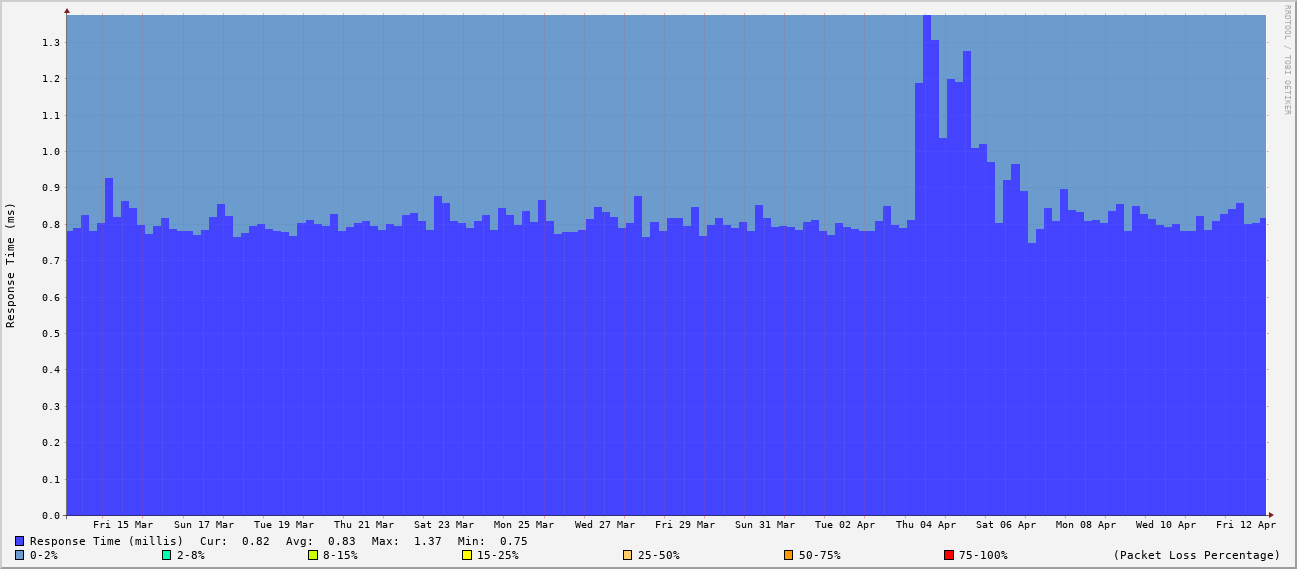 RRDTOOL / TOBI OETIKER
Response Time (ms)
1.3
1.2
1.1
1.0
0.9
0.8
0.7
0.6
0.5
0.4
0.3
0.2
0.1
0.0
Fri 15 Mar Sun 17 Mar Tue 19 Mar Thu 21 Mar Sat 23 Mar Mon 25 Mar Wed 27 Mar Fri 29 Mar Sun 31 Mar Tue 02 Apr Thu 04 Apr Sat 06 Apr Mon 08 Apr Wed 10 Apr Fri 12 Apr
Response Time (millis) Cur: 0.82 Avg: 0.83 Max: 1.37 Min: 0.75
0-2% 2-8% 8-15% 15-25% 25-50% 50-75% 75-100% (Packet Loss Percentage)